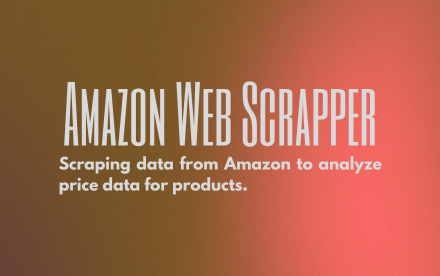 Amazon Web Scrapper
Scraping data from Amazon to analyze
price data for products.